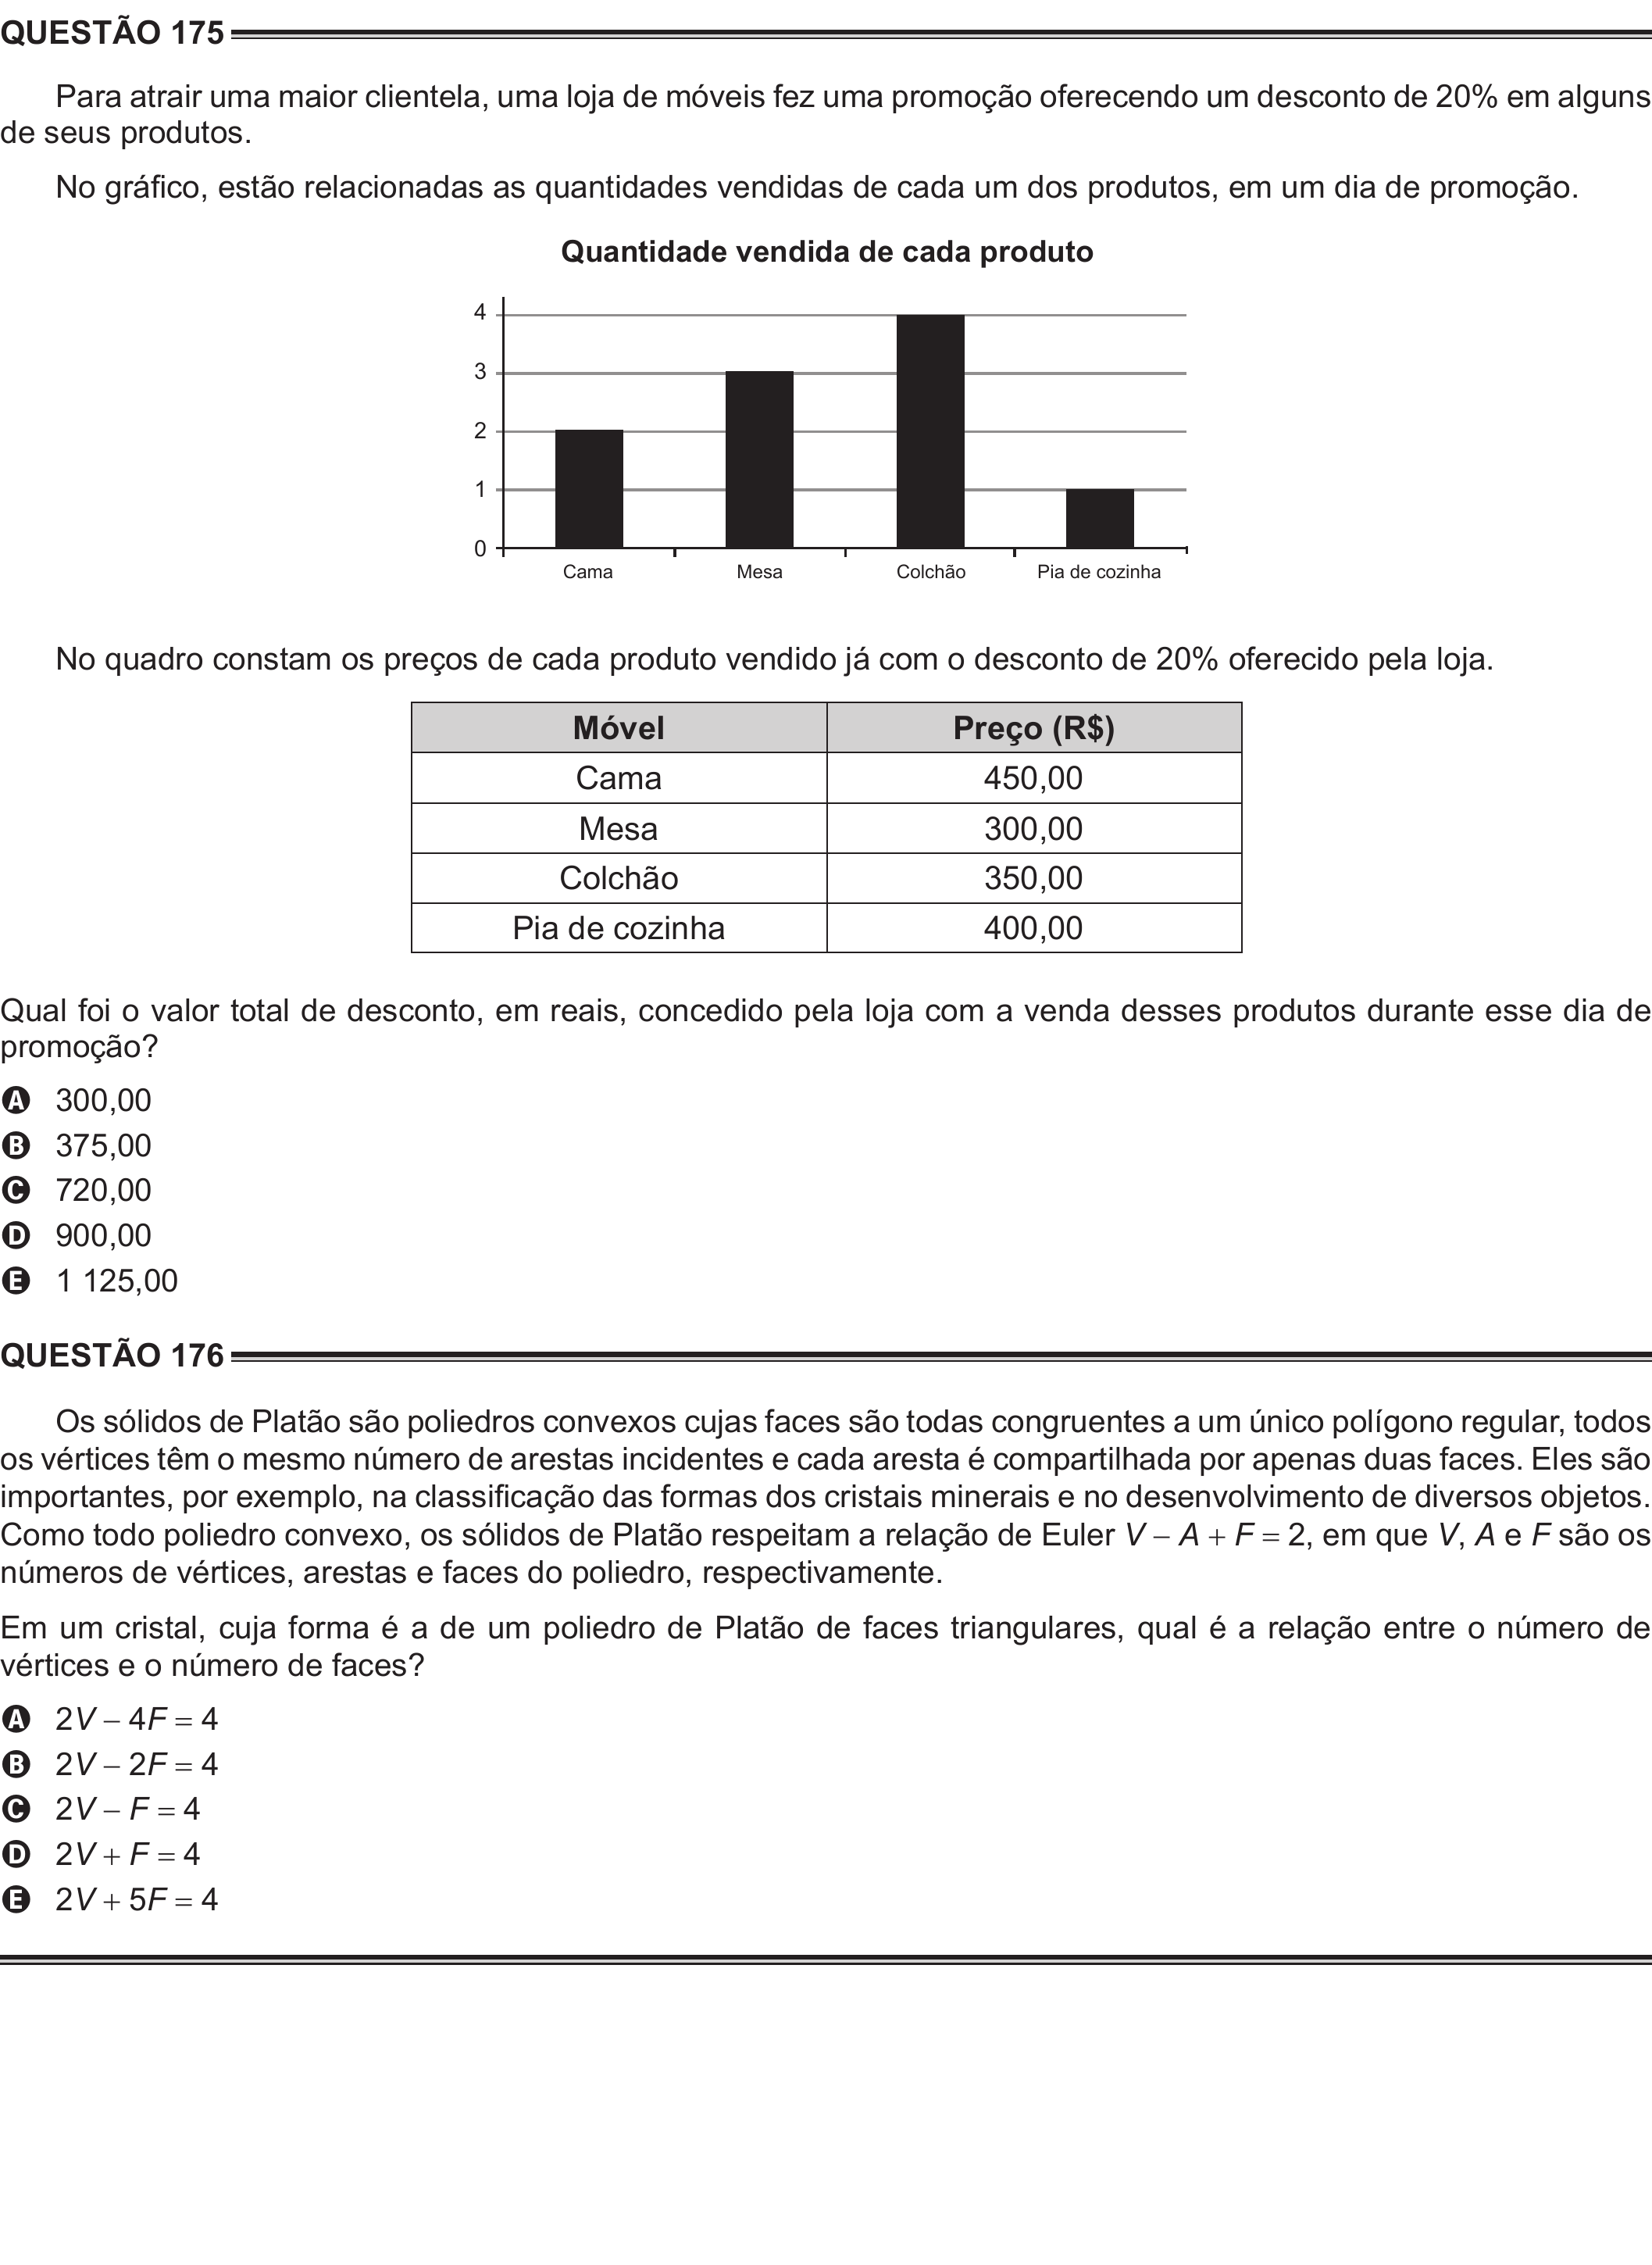 QUESTÃO 175
Para atrair uma maior clientela, uma loja de móveis fez uma promoção oferecendo um desconto de 20% em alguns
de seus produtos.
No gráfico, estão relacionadas as quantidades vendidas de cada um dos produtos, em um dia de promoção.
Quantidade vendida de cada produto
4
3
2
1
0
Cama Mesa Colchão Pia de cozinha
No quadro constam os preços de cada produto vendido já com o desconto de 20% oferecido pela loja.
Móvel Preço (R$)
Cama 450,00
Mesa 300,00
Colchão 350,00
Pia de cozinha 400,00
Qual foi o valor total de desconto, em reais, concedido pela loja com a venda desses produtos durante esse dia de
promoção?
A 300,00
B 375,00
C 720,00
D 900,00
E 1 125,00
QUESTÃO 176
Os sólidos de Platão são poliedros convexos cujas faces são todas congruentes a um único polígono regular, todos
os vértices têm o mesmo número de arestas incidentes e cada aresta é compartilhada por apenas duas faces. Eles são
importantes, por exemplo, na classificação das formas dos cristais minerais e no desenvolvimento de diversos objetos.
Como todo poliedro convexo, os sólidos de Platão respeitam a relação de Euler V − A + F = 2, em que V, A e F são os
números de vértices, arestas e faces do poliedro, respectivamente.
Em um cristal, cuja forma é a de um poliedro de Platão de faces triangulares, qual é a relação entre o número de
vértices e o número de faces?
A 2V − 4F = 4
B 2V − 2F = 4
C 2V − F = 4
D 2V + F = 4
E 2V + 5F = 4